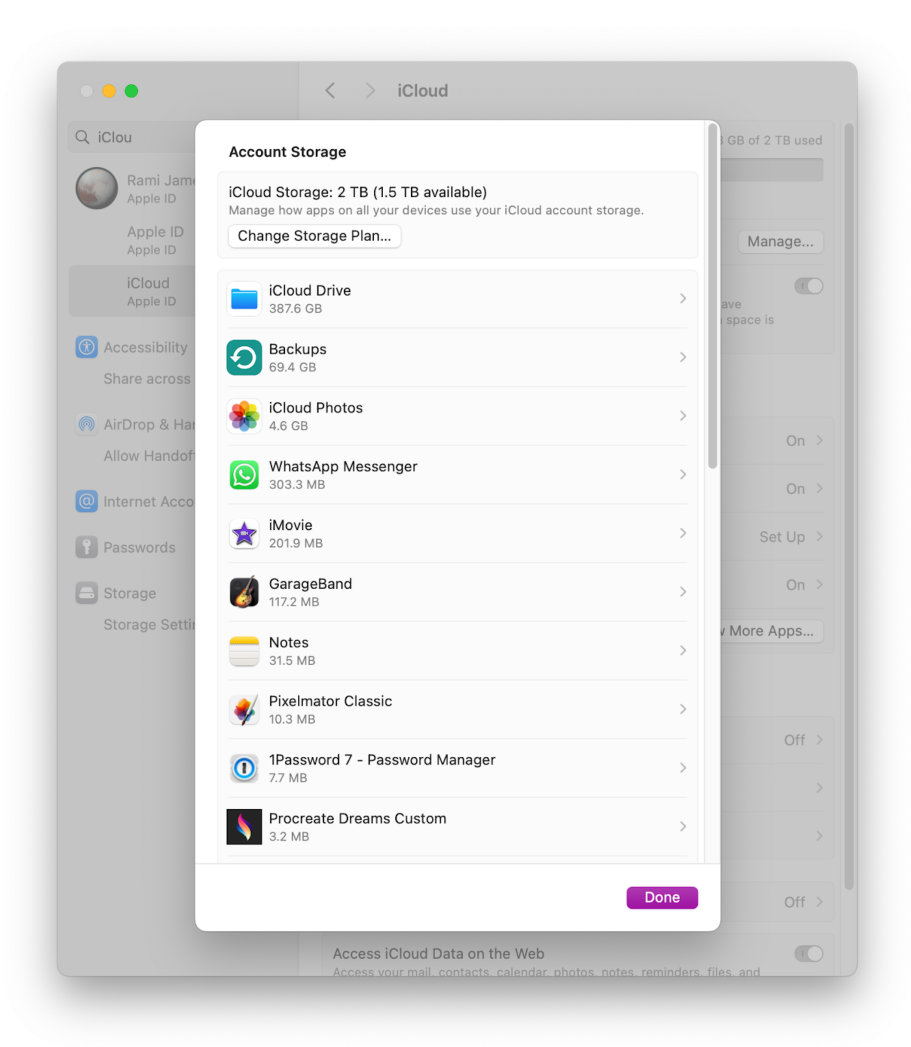 iCloud
iClou
GB of 2 TB used
Rami Jame
Apple ID
Apple ID
Apple ID
Manage...
iCloud
Apple ID
ave
space is
Accessibility
Share across
AirDrop & Han
Allow Handof
On
On
Internet Acco
Set Up
Passwords
On
Storage
More Apps...
Storage Settin
Off
Off
Access iCloud Data on the Web
Access your mail, contacts, calendar, photos, notes, reminders, files, and
Account Storage
iCloud Storage: 2 TB (1.5 TB available)
Manage how apps on all your devices use your iCloud account storage.
Change Storage Plan...
iCloud Drive
387.6 GB
Backups
69.4 GB
iCloud Photos
4.6 GB
WhatsApp Messenger
303.3 MB
iMovie
201.9 MB
GarageBand
117.2 MB
Notes
31.5 MB
Pixelmator Classic
10.3 MB
1Password 7 - Password Manager
7.7 MB
Procreate Dreams Custom
3.2 MB
Done